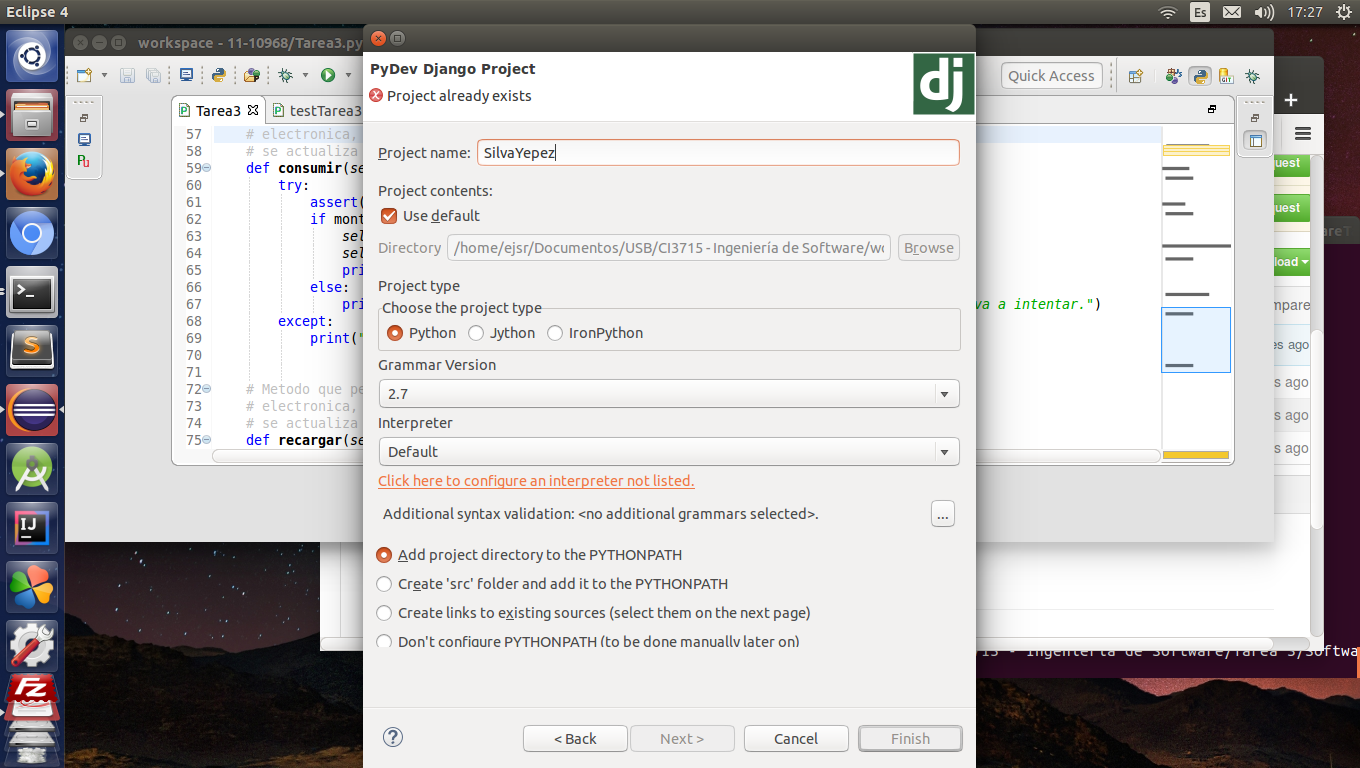 Eclipse 4
Es
17:27
workspace - 11-10968/Tarea3.py
Quick Access
Tarea3
testTarea3
57 # electronica,
58 # se actualiza
59 def consumir(se
60 try:
61 assert(
62 if mont
63 sel
64 sel
65 pri
66 else:
67 pri
va a intentar.")
68 except:
69 print("
70
71
72 # Metodo que pe
73 # electronica,
74 # se actualiza
75 def recargar(se
PyDev Django Project
Project already exists
dj
Project name: SilvaYepez
Project contents:
Use default
Directory /home/ejsr/Documentos/USB/CI3715 - Ingeniería de Software/wo
Browse
Project type
Choose the project type
Python Jython IronPython
Grammar Version
2.7
Interpreter
Default
Click here to configure an interpreter not listed.
Additional syntax validation: <no additional grammars selected>.
...
Add project directory to the PYTHONPATH
Create 'src' folder and add it to the PYTHONPATH
Create links to existing sources (select them on the next page)
Don't configure PYTHONPATH (to be done manually later on)
< Back
Next >
Cancel
Finish
uest
uest
load
mpare
es ago
s ago
s ago
s ago
are T
13 - Ingeniería de Software/Tarea 3/Softwa